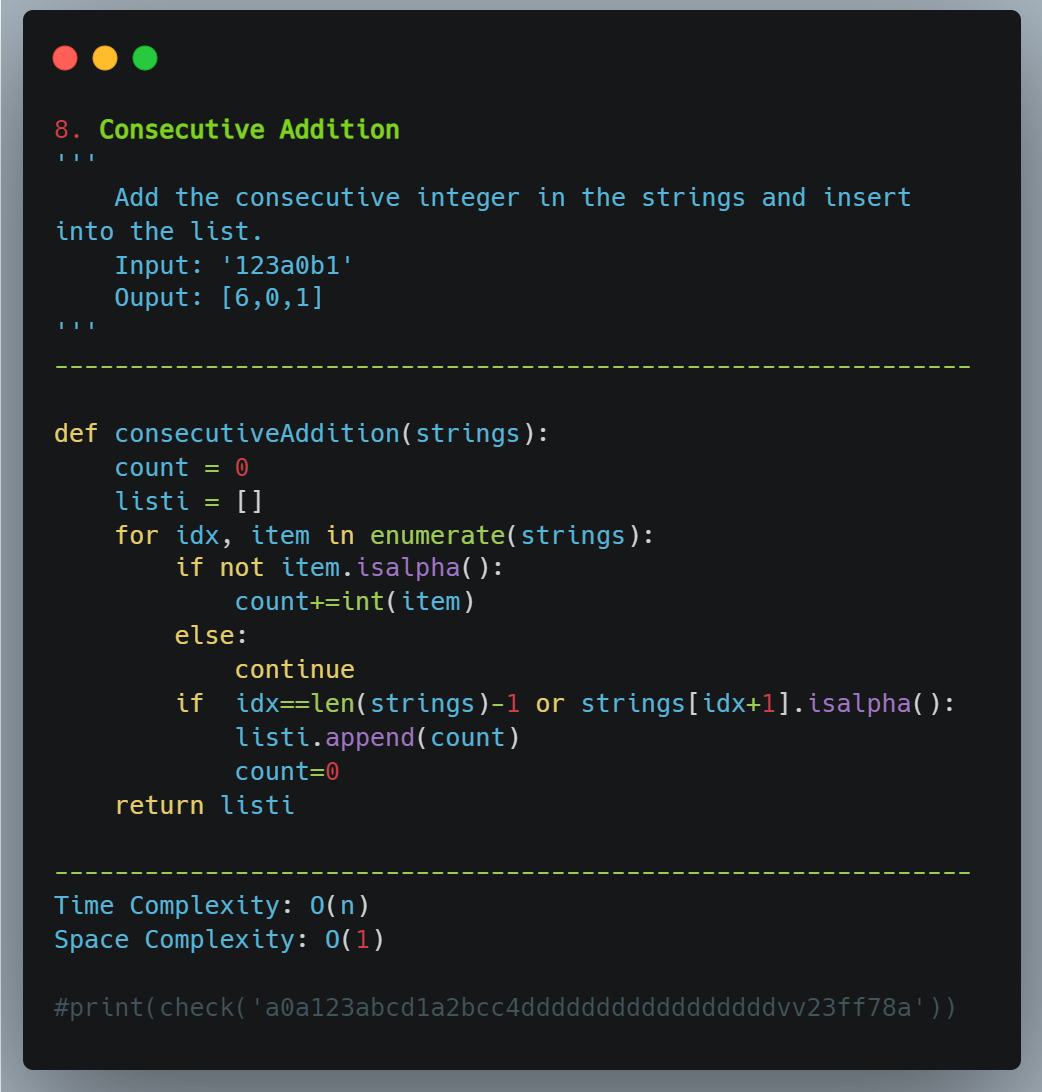 8. Consecutive Addition
'''
    Add the consecutive integer in the strings and insert
into the list.
    Input: '123a0b1'
    Ouput: [6,0,1]
'''
-------------------------------------------------------------
def consecutiveAddition(strings):
    count = 0
    listi = []
    for idx, item in enumerate(strings):
        if not item.isalpha():
            count+=int(item)
        else:
            continue
        if  idx==len(strings)-1 or strings[idx+1].isalpha():
            listi.append(count)
            count=0
    return listi
-------------------------------------------------------------
Time Complexity: O(n)
Space Complexity: O(1)
#print(check('a0a123abcd1a2bcc4dddddddddddddddddvv23ff78a'))